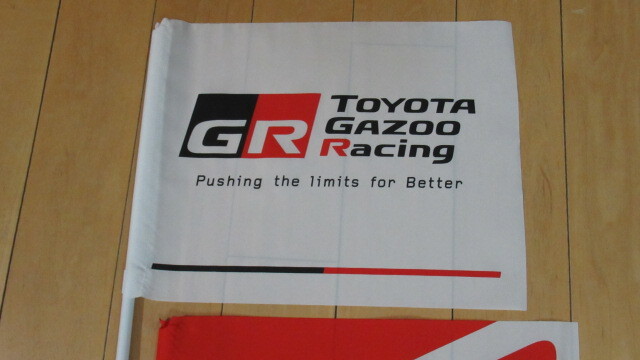 GR
TOYOTA
GAZOO
Racing
Pushing the limits for Better